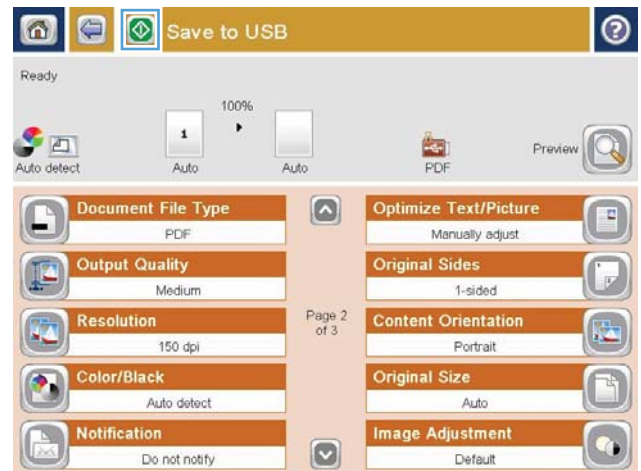 Save to USB
?
Ready
100%
1
Auto detect
Auto
Auto
PDF
Preview
Document File Type
PDF
Output Quality
Medium
Resolution
150 dpi
Color/Black
Auto detect
Notification
Do not notify
Page 2
of 3
Optimize Text/Picture
Manually adjust
Original Sides
1-sided
Content Orientation
Portrait
Original Size
Auto
Image Adjustment
Default